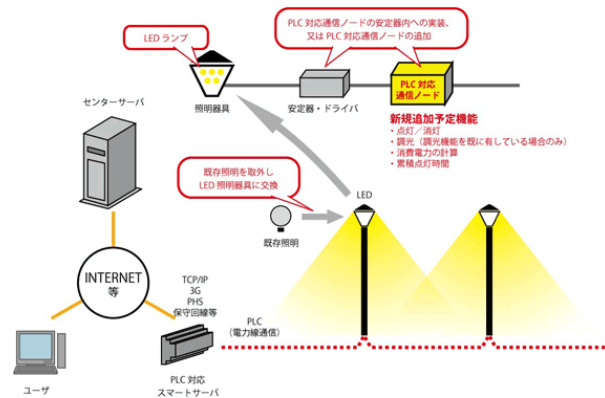 LED ランプ
PLC 対応通信ノードの安定器内への実装、
又は PLC 対応通信ノードの追加
照明器具
安定器・ドライバ
PLC 対応
通信ノード
新規追加予定機能
・点灯／消灯
・調光（調光機能を既に有している場合のみ）
・消費電力の計算
・累積点灯時間
センターサーバ
既存照明を取外し
LED 照明器具に交換
既存照明
LED
INTERNET
等
TCP/IP
3G
PHS
保守回線等
PLC
（電力線通信）
ユーザ
PLC 対応
スマートサーバ